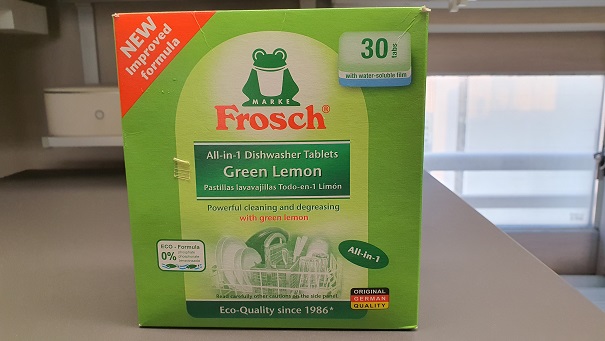 NEW
Improved
formula
30 tabs
with water-soluble film
MARKE
Frosch®
All-in-1 Dishwasher Tablets
Green Lemon
Pastillas lavavajillas Todo-en-1 Limón
Powerful cleaning and degreasing
with green lemon
ECO - Formula
0%
phosphate
All-in-1
Read carefully other cautions on the side panel
ORIGINAL
GERMAN
QUALITY
Eco-Quality since 1986*